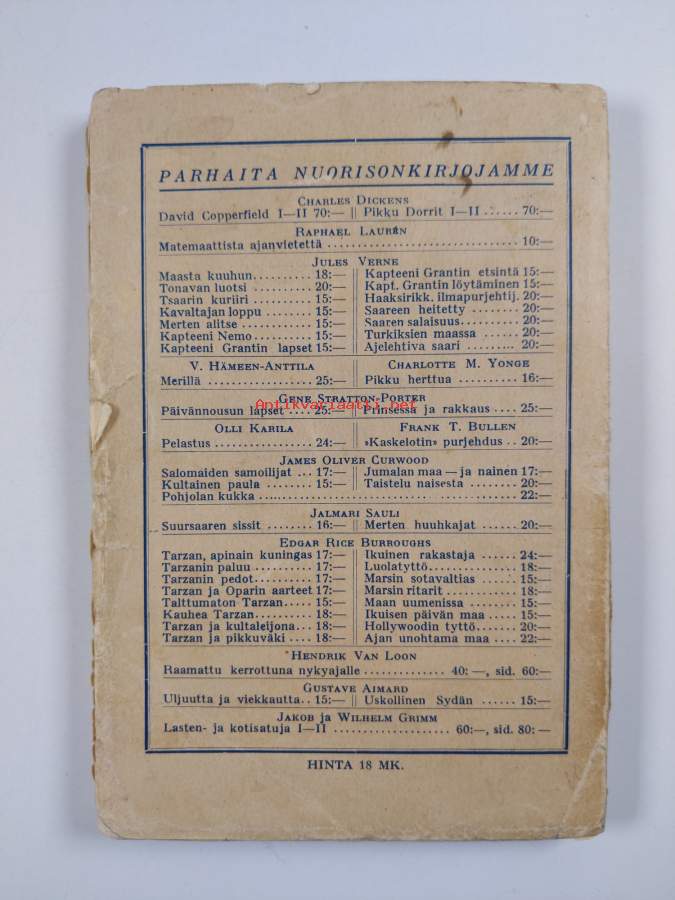 PARHAITA NUORISONKIRJOJAMME
CHARLES DICKENS
David Copperfield I—II 70:— || Pikku Dorrit I—II ...... 70:—
RAPHAEL LAURÉN
Matemaattista ajanvietettä .................................. 10:—
JULES VERNE
Maasta kuuhun.......... 18:— || Kapteeni Grantin etsintä 15:—
Tonavan luotsi .......... 20:— || Kapt. Grantin löytäminen 15:—
Tsaarin kuriiri .......... 15:— || Haaksirikk. ilmapurjehtij. 20:—
Kavaltajan loppu ........ 15:— || Saareen heitetty ........ 20:—
Merten alitse ............ 15:— || Saaren salaisuus.......... 20:—
Kapteeni Nemo .......... 15:— || Turkiksien maassa ...... 20:—
Kapteeni Grantin lapset 15:— || Ajelehtiva saari ......... 20:—
V. HÄMEEN-ANTTILA || CHARLOTTE M. YONGE
Merillä .................. 25:— || Pikku herttua .......... 16:—
GENE STRATTON-PORTER
Antikvariaatti.net
Päivännousun lapset .... 25:— || Prinsessa ja rakkaus .... 25:—
OLLI KARILA || FRANK T. BULLEN
Pelastus ................ 24:— || »Kaskelotin» purjehdus .. 20:—
JAMES OLIVER CURWOOD
Salomaiden samoilijat ... 17:— || Jumalan maa — ja nainen 17:—
Kultainen paula ........ 15:— || Taistelu naisesta ........ 20:—
Pohjolan kukka .............................................. 22:—
JALMARI SAULI
Suursaaren sissit ........ 16:— || Merten huuhkajat ...... 20:—
EDGAR RICE BURROUGHS
Tarzan, apinain kuningas 17:— || Ikuinen rakastaja ...... 24:—
Tarzanin paluu .......... 17:— || Luolatyttö................ 18:—
Tarzanin pedot.......... 17:— || Marsin sotavaltias ...... 15:—
Tarzan ja Oparin aarteet 17:— || Marsin ritarit ............ 18:—
Talttumaton Tarzan..... 15:— || Maan uumenissa ........ 15:—
Kauhea Tarzan.......... 18:— || Ikuisen päivän maa .... 15:—
Tarzan ja kultaleijona... 18:— || Hollywoodin tyttö........ 20:—
Tarzan ja pikkuväki .... 18:— || Ajan unohtama maa .... 22:—
HENDRIK VAN LOON
Raamattu kerrottuna nykyajalle .............. 40: —, sid. 60:—
GUSTAVE AIMARD
Uljuutta ja viekkautta.. 15:— || Uskollinen Sydän ...... 15:—
JAKOB ja WILHELM GRIMM
Lasten- ja kotisatuja I—II .................... 60:—, sid. 80: —
HINTA 18 MK.